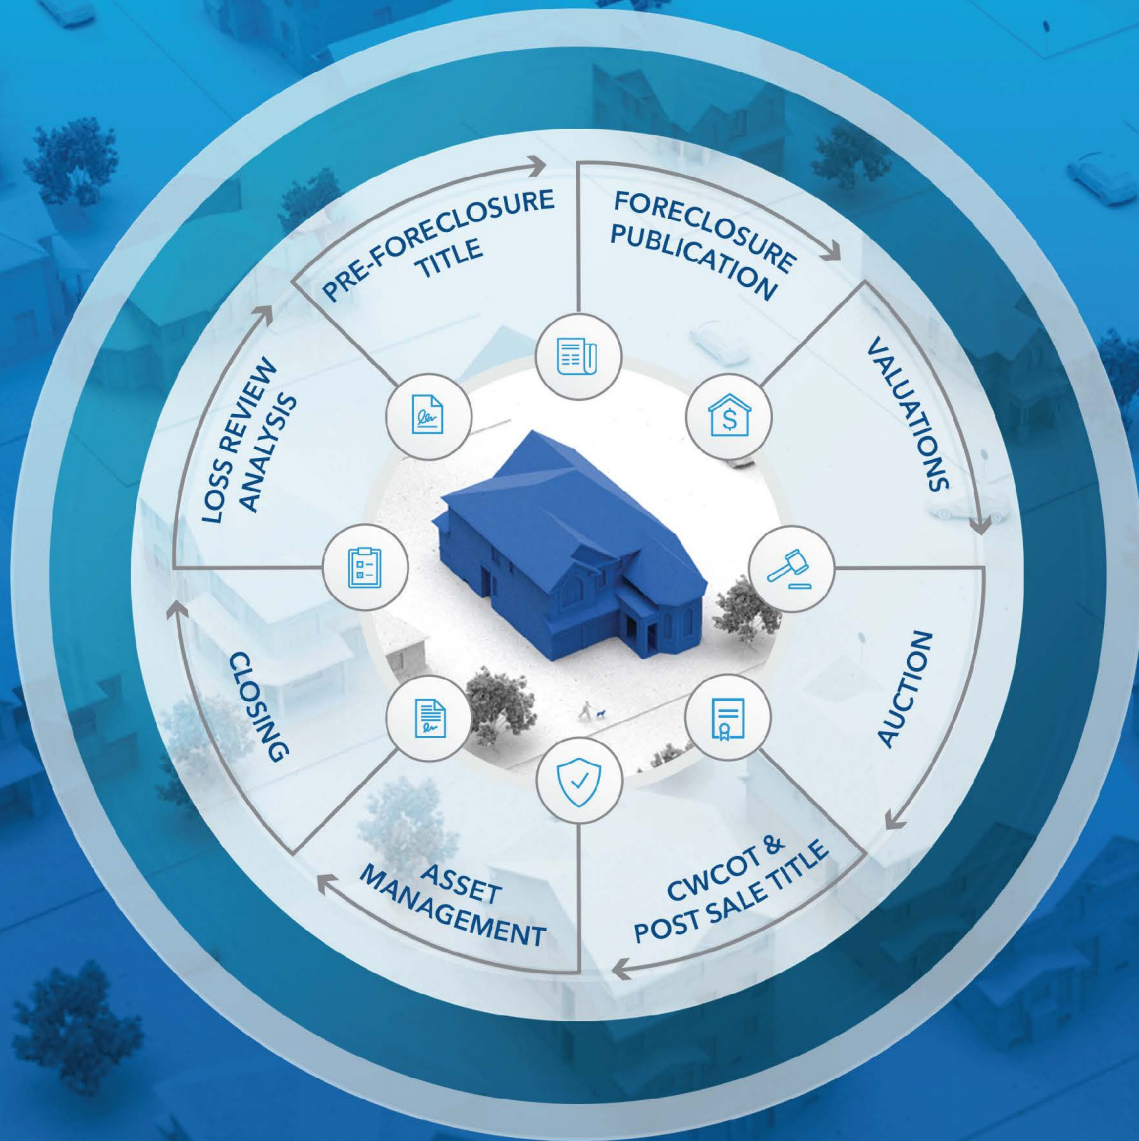 PRE-FORECLOSURE
TITLE
FORECLOSURE
PUBLICATION
VALUATIONS
AUCTION
CWCOT &
POST SALE TITLE
ASSET
MANAGEMENT
CLOSING
LOSS REVIEW
ANALYSIS